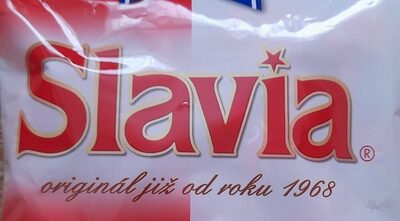 Slavia®
originál již od roku 1968